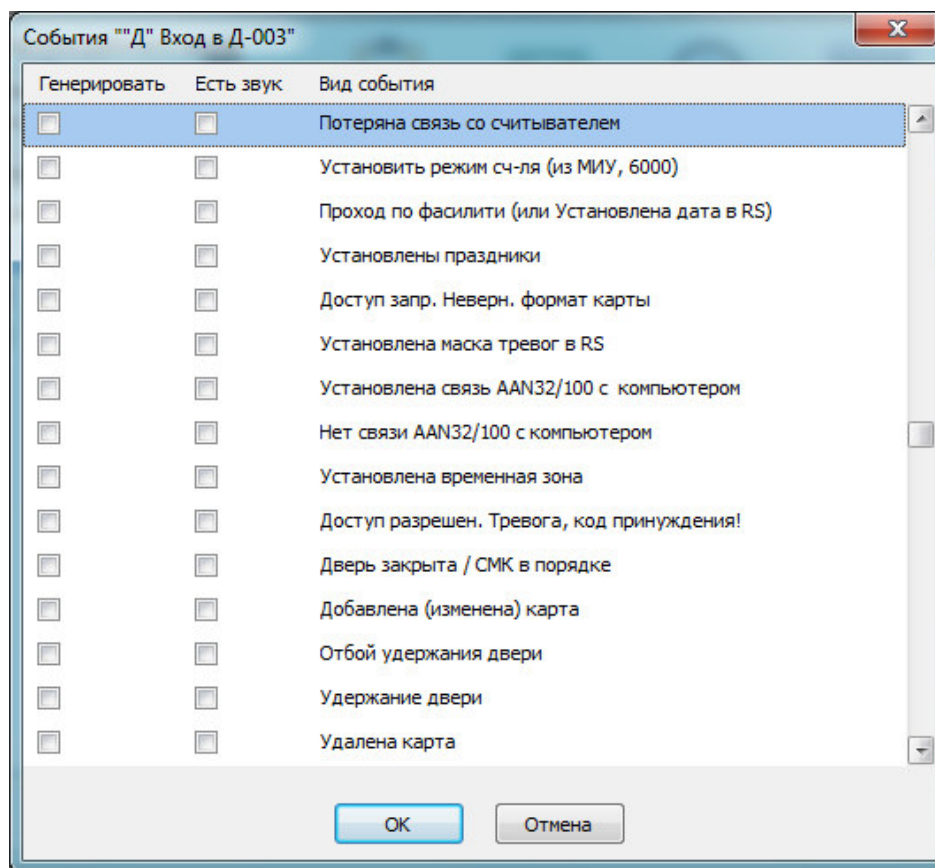 События ""Д" Вход в Д-003"
Генерировать Есть звук Вид события
Потеряна связь со считывателем
Установить режим сч-ля (из МИУ, 6000)
Проход по фасилити (или Установлена дата в RS)
Установлены праздники
Доступ запр. Неверн. формат карты
Установлена маска тревог в RS
Установлена связь AAN32/100 с  компьютером
Нет связи AAN32/100 с компьютером
Установлена временная зона
Доступ разрешен. Тревога, код принуждения!
Дверь закрыта / СМК в порядке
Добавлена (изменена) карта
Отбой удержания двери
Удержание двери
Удалена карта
ОК Отмена